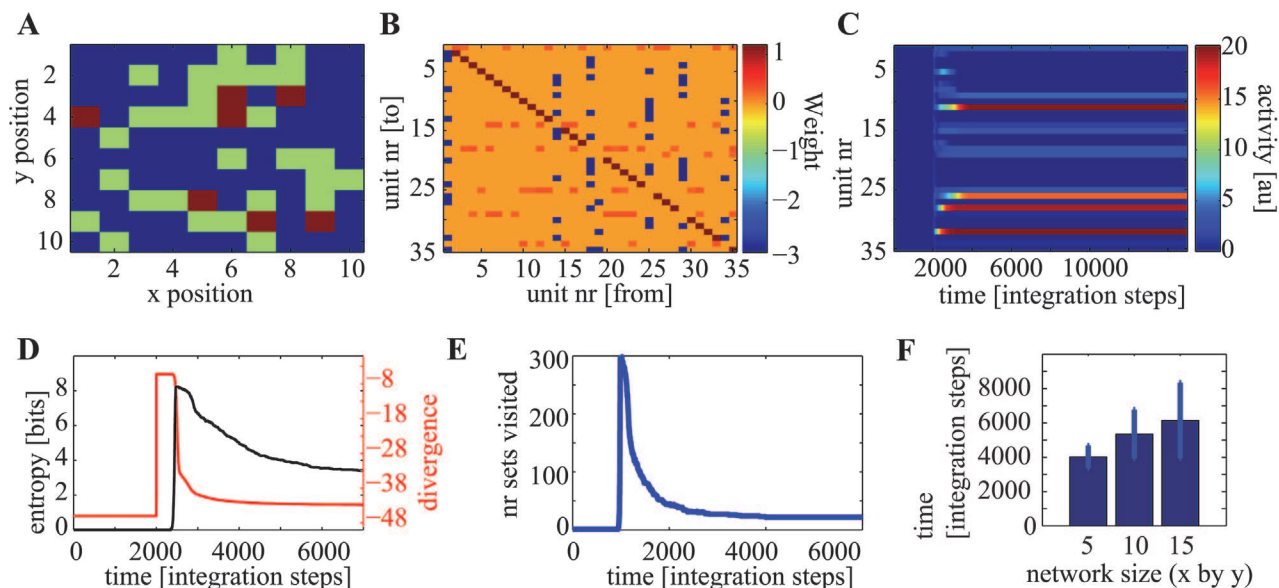 A
y position
2
4
6
8
10
2
4
6
8
10
x position
B
unit nr [to]
5
15
25
35
5
10
15
20
25
30
35
unit nr [from]
1
0
−1
−2
−3
Weight
C
unit nr
5
15
25
35
2000
6000
10000
time [integration steps]
20
15
10
5
0
activity
[au]
D
entropy [bits]
8
6
4
2
0
0
2000
4000
6000
time [integration steps]
−8
−18
−28
−38
−48
divergence
E
nr sets visited
300
200
100
0
0
2000
4000
6000
time [integration steps]
F
time
[integration steps]
8000
6000
4000
2000
0
5
10
15
network size (x by y)